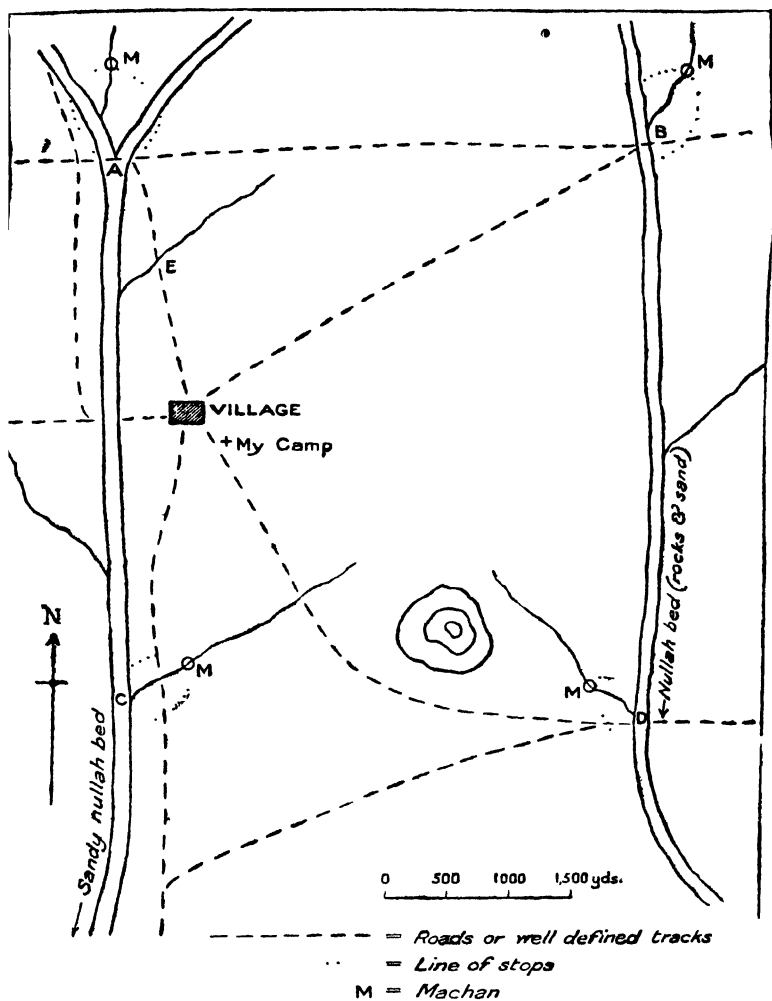 M
M
B
A
E
VILLAGE
+My Camp
Nullah bed (rocks & sand)
N
M
M
C
D
Sandy nullah bed
0 500 1000 1,500 yds.
= Roads or well defined tracks
= Line of stops
M = Machan